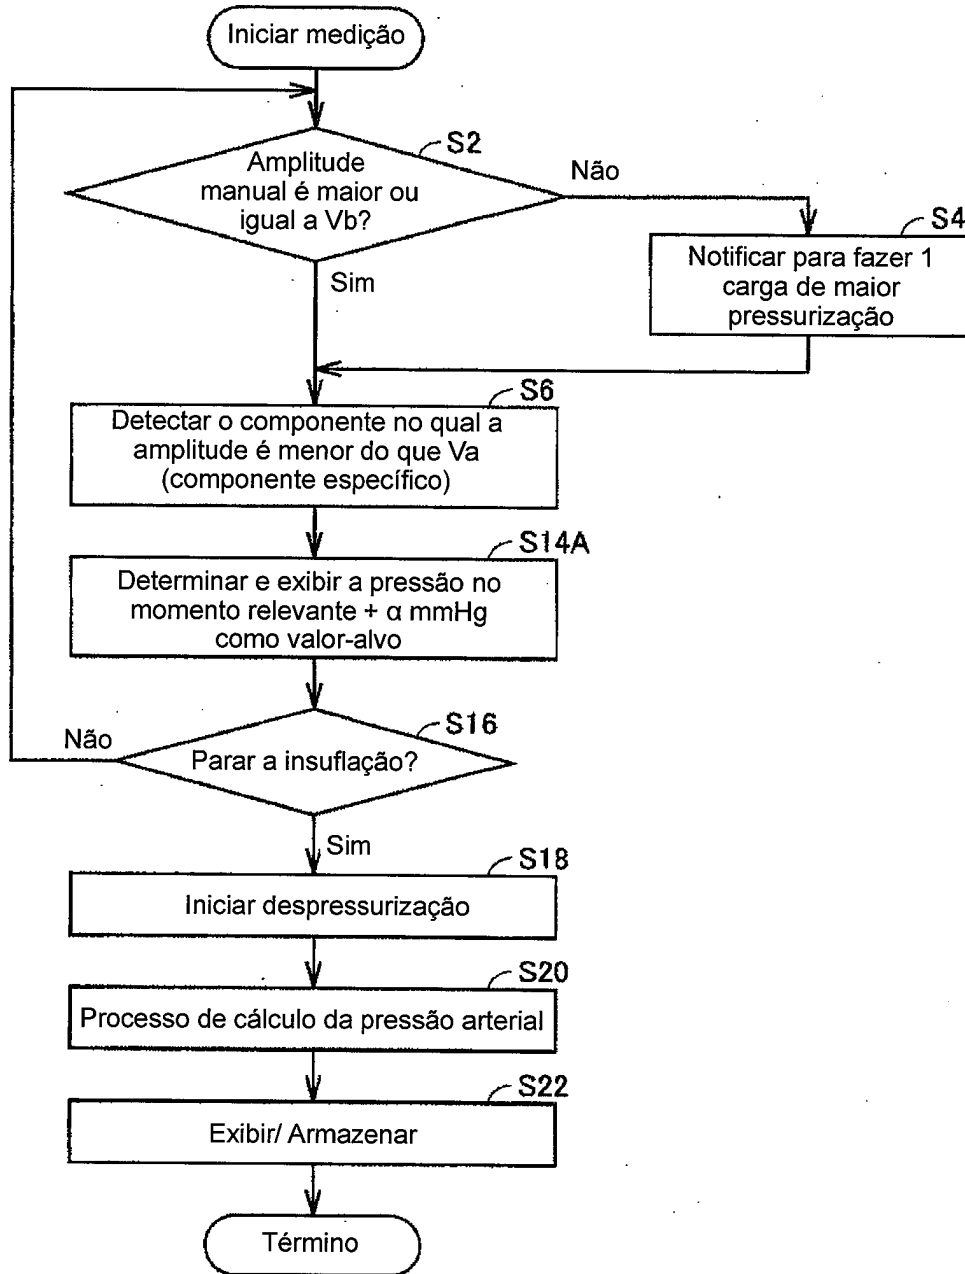 Iniciar medição
S2
Amplitude
manual é maior ou
igual a Vb?
Não
Sim
S4
Notificar para fazer 1
carga de maior
pressurização
S6
Detectar o componente no qual a
amplitude é menor do que Va
(componente específico)
S14A
Determinar e exibir a pressão no
momento relevante + α mmHg
como valor-alvo
S16
Não
Parar a insuflação?
Sim
S18
Iniciar despressurização
S20
Processo de cálculo da pressão arterial
S22
Exibir/ Armazenar
Término